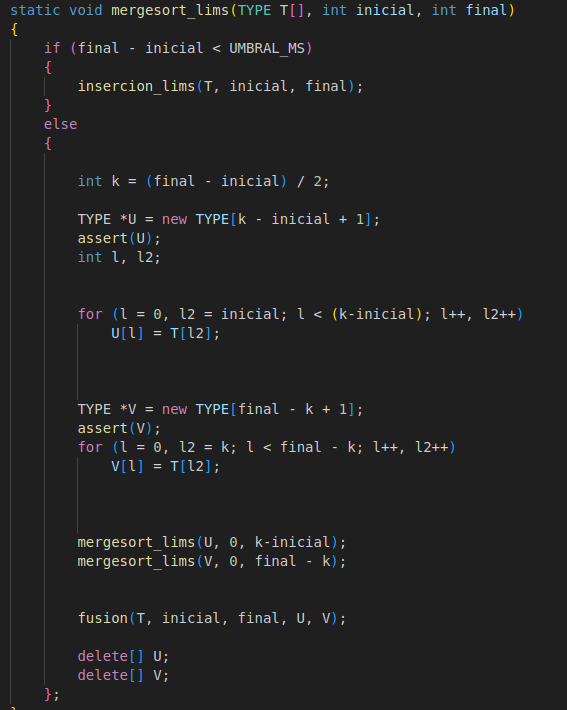 static void mergesort_lims(TYPE T[], int inicial, int final)
{
    if (final - inicial < UMBRAL_MS)
    {
        insercion_lims(T, inicial, final);
    }
    else
    {
        int k = (final - inicial) / 2;
        TYPE *U = new TYPE[k - inicial + 1];
        assert(U);
        int l, l2;
        for (l = 0, l2 = inicial; l < (k-inicial); l++, l2++)
            U[l] = T[l2];
        TYPE *V = new TYPE[final - k + 1];
        assert(V);
        for (l = 0, l2 = k; l < final - k; l++, l2++)
            V[l] = T[l2];
        mergesort_lims(U, 0, k-inicial);
        mergesort_lims(V, 0, final - k);
        fusion(T, inicial, final, U, V);
        delete[] U;
        delete[] V;
    };